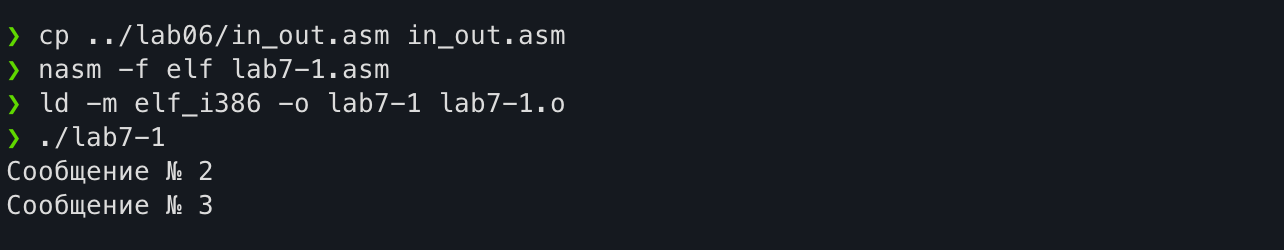 ❯ cp ../lab06/in_out.asm in_out.asm
❯ nasm -f elf lab7-1.asm
❯ ld -m elf_i386 -o lab7-1 lab7-1.o
❯ ./lab7-1
Сообщение № 2
Сообщение № 3